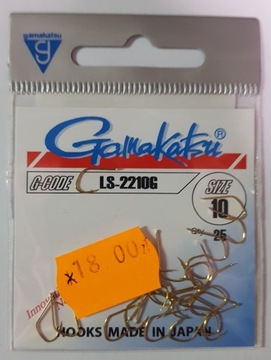 gamakatsu
Gamakatsu®
G-CODE LS-2210G
SIZE
10
25
*18 00*
HOOKS MADE IN JAPAN